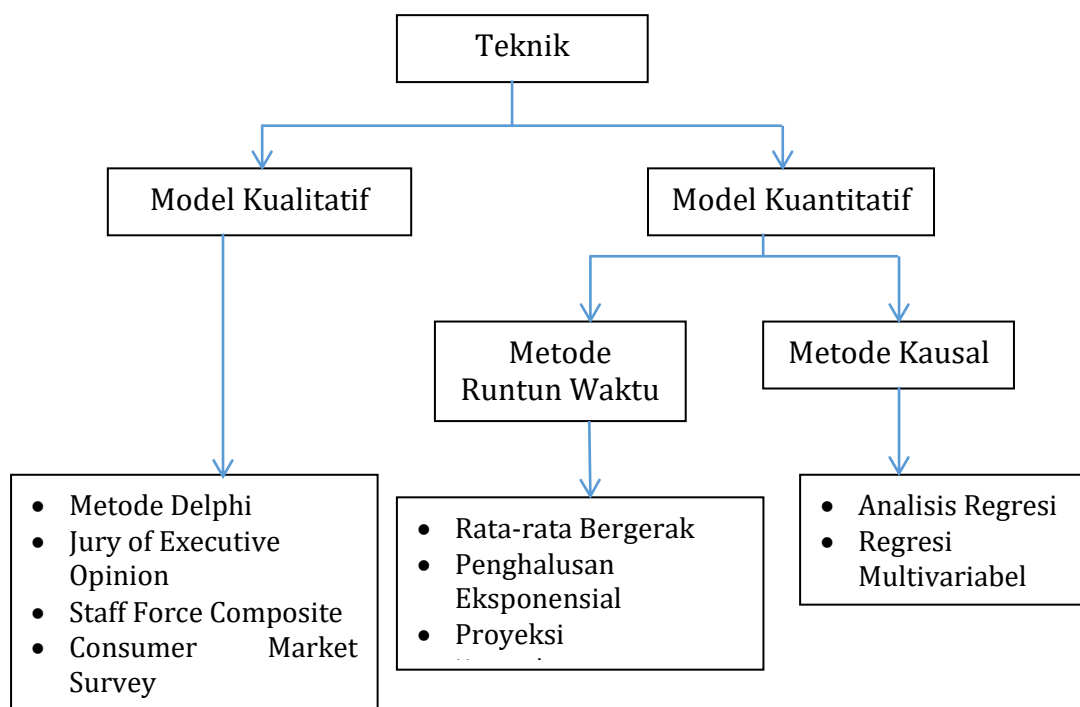 Teknik
Model Kualitatif
Model Kuantitatif
Metode
Runtun Waktu
Metode Kausal
• Metode Delphi
• Jury of Executive
Opinion
• Staff Force Composite
• Consumer Market
Survey
• Rata-rata Bergerak
• Penghalusan
Eksponensial
• Proyeksi
• Analisis Regresi
• Regresi
Multivariabel